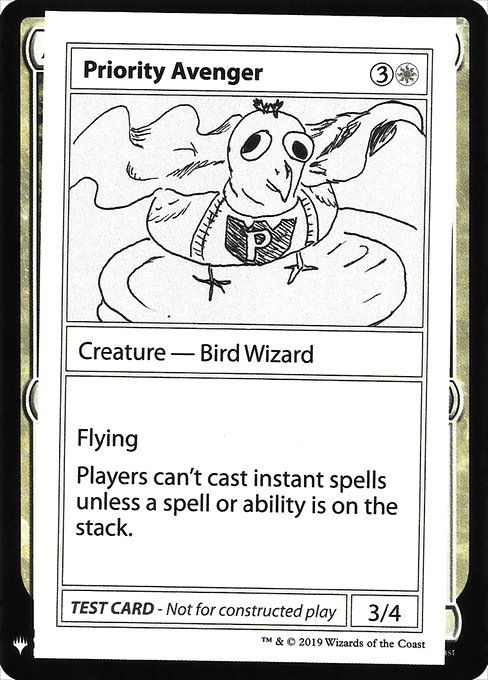 Priority Avenger 3
P
Creature — Bird Wizard
Flying
Players can't cast instant spells
unless a spell or ability is on the
stack.
TEST CARD - Not for constructed play 3/4
™ & © 2019 Wizards of the Coast